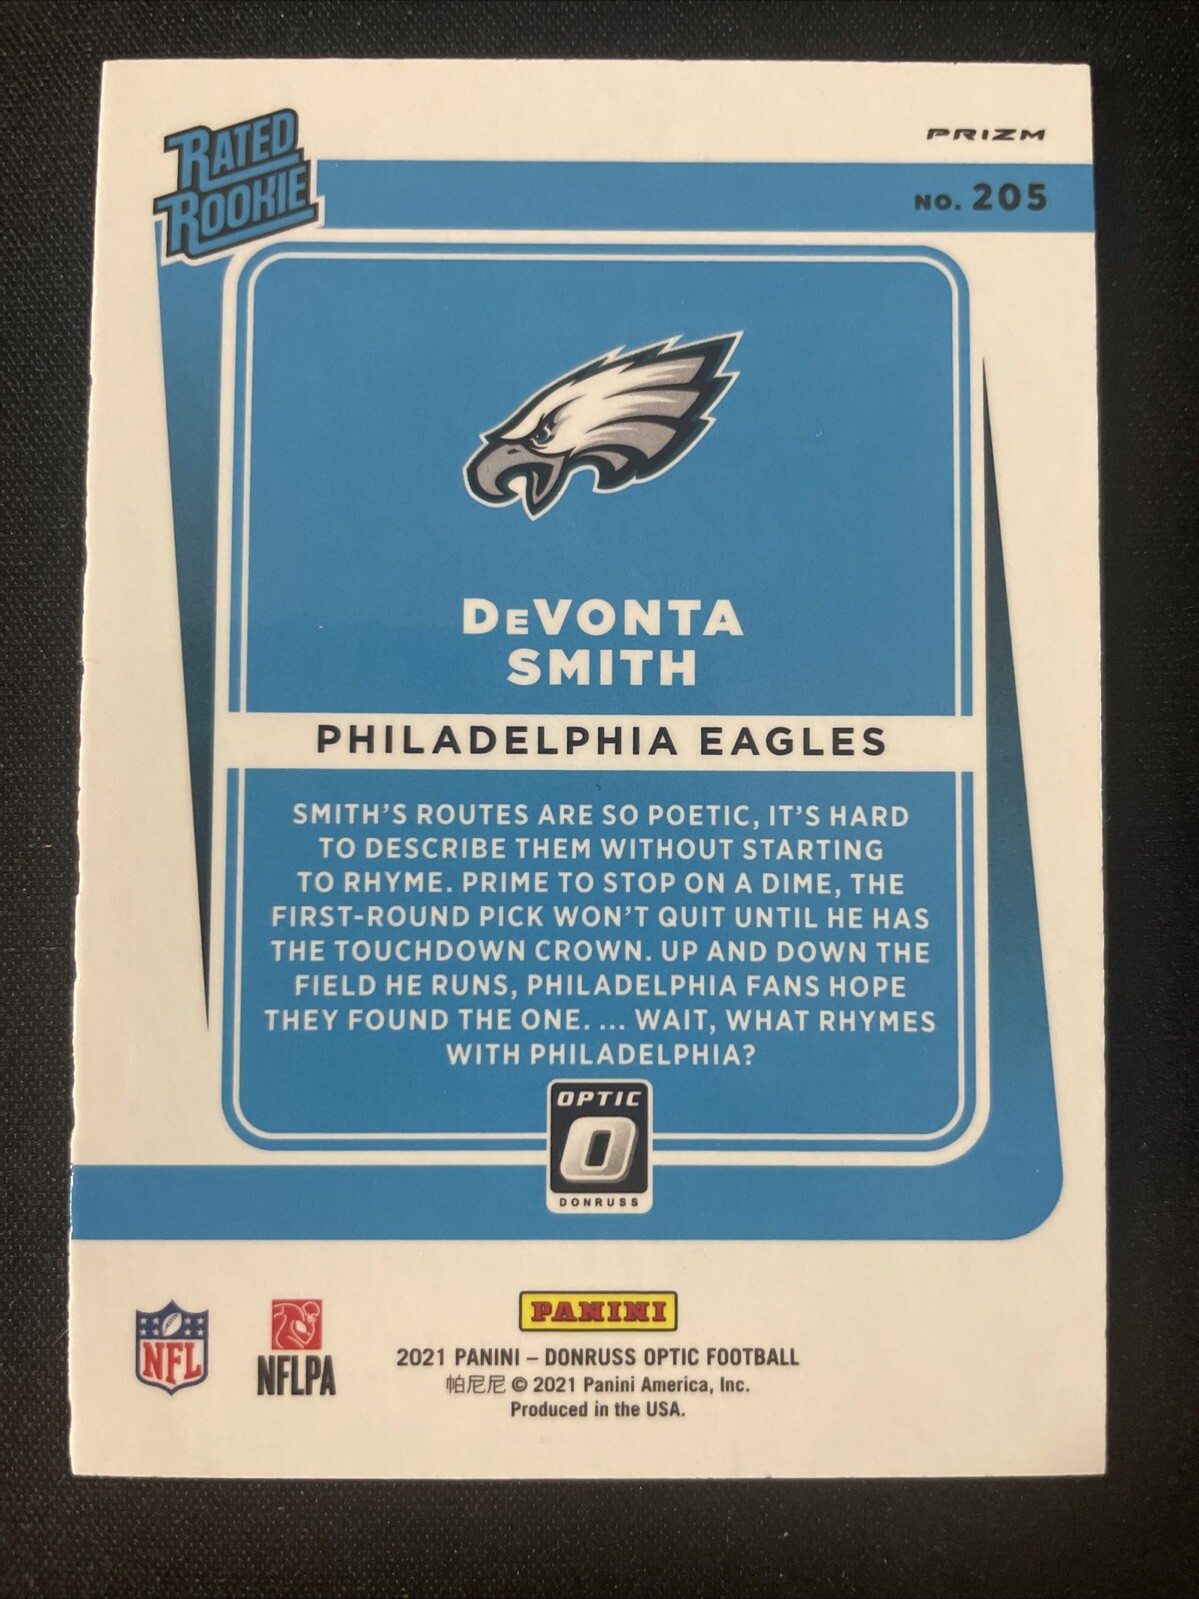 RATED
ROOKIE
PRIZM
NO. 205
DeVONTA
SMITH
PHILADELPHIA EAGLES
SMITH'S ROUTES ARE SO POETIC, IT'S HARD
TO DESCRIBE THEM WITHOUT STARTING
TO RHYME. PRIME TO STOP ON A DIME, THE
FIRST-ROUND PICK WON'T QUIT UNTIL HE HAS
THE TOUCHDOWN CROWN. UP AND DOWN THE
FIELD HE RUNS, PHILADELPHIA FANS HOPE
THEY FOUND THE ONE. ... WAIT, WHAT RHYMES
WITH PHILADELPHIA?
OPTIC
O
DONRUSS
NFL
NFLPA
PANINI
2021 PANINI – DONRUSS OPTIC FOOTBALL
帕尼尼 © 2021 Panini America, Inc.
Produced in the USA.